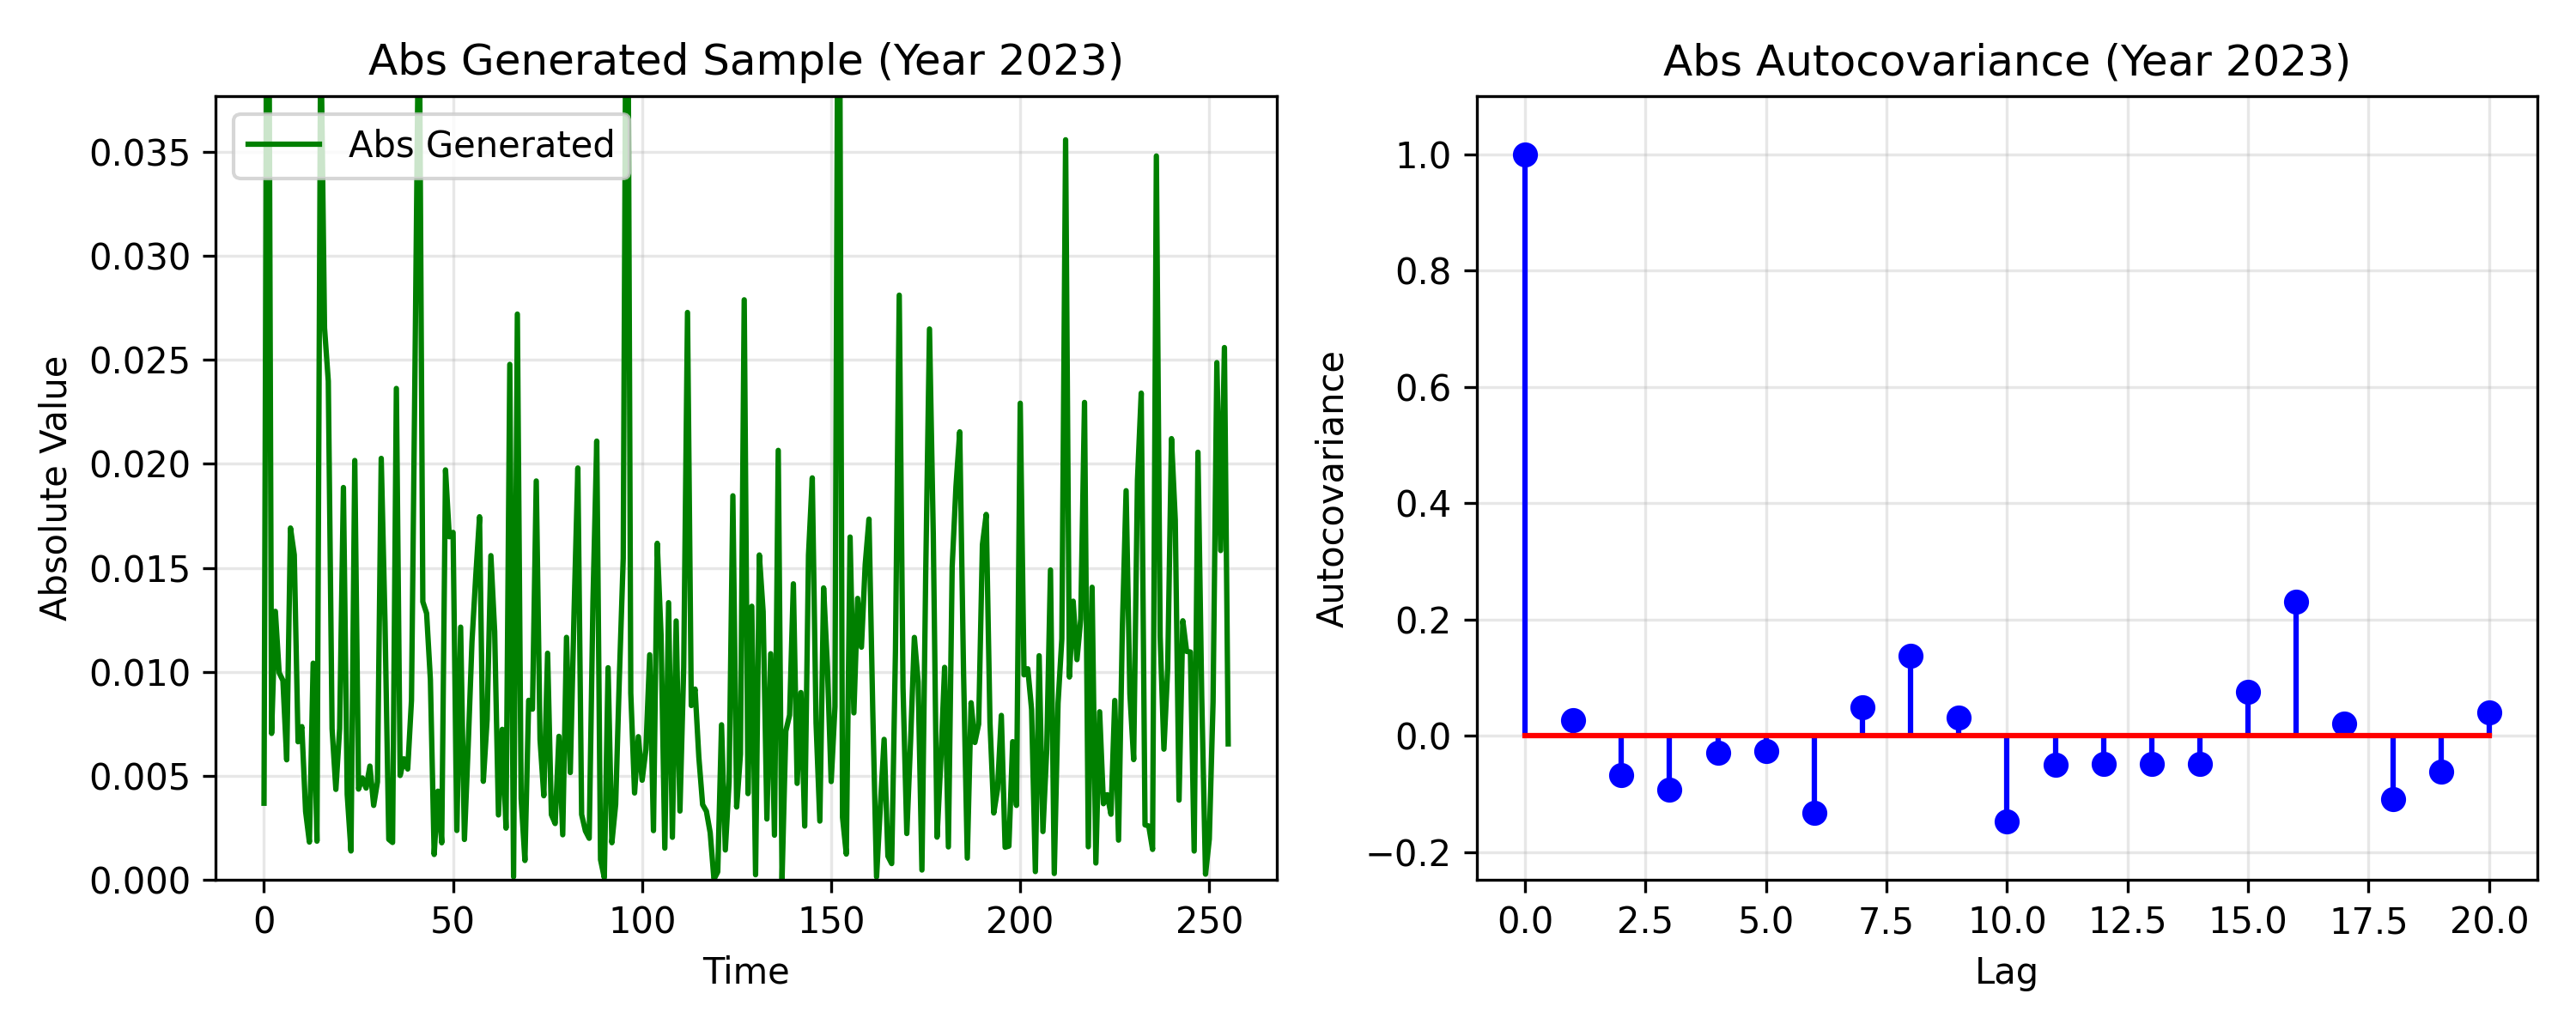 Abs Generated Sample (Year 2023)
Abs Generated
Absolute Value
0.035
0.030
0.025
0.020
0.015
0.010
0.005
0.000
0 50 100 150 200 250
Time
Abs Autocovariance (Year 2023)
Autocovariance
1.0
0.8
0.6
0.4
0.2
0.0
−0.2
0.0 2.5 5.0 7.5 10.0 12.5 15.0 17.5 20.0
Lag